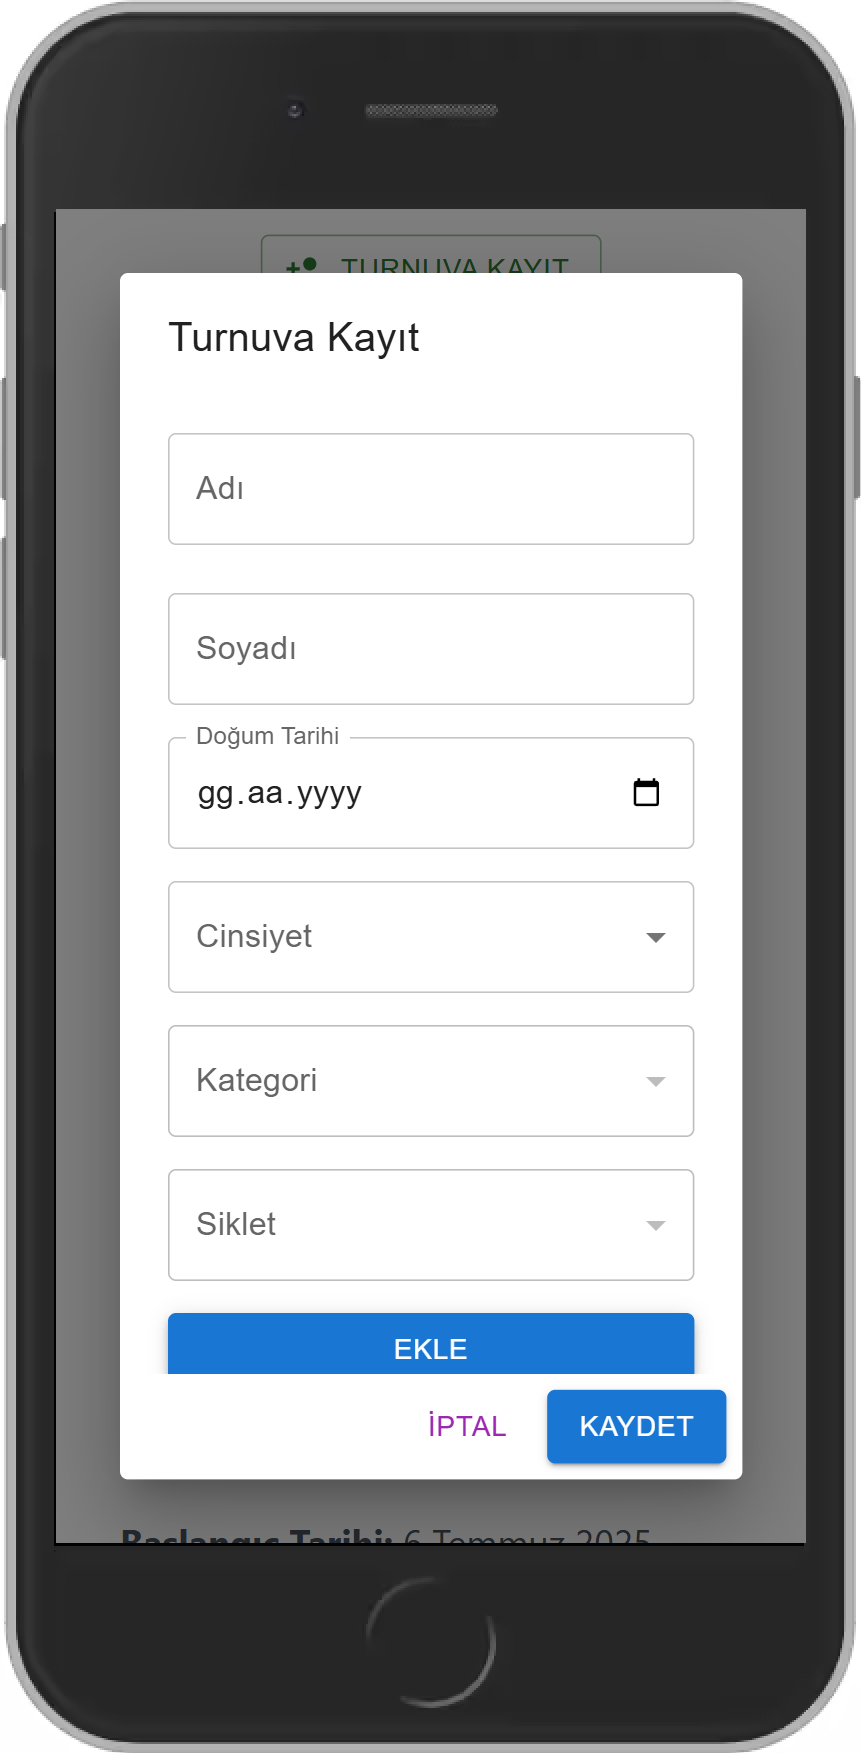 TURNUVA KAYIT
Turnuva Kayıt
Adı
Soyadı
Doğum Tarihi
gg.aa.yyyy
Cinsiyet
Kategori
Siklet
EKLE
İPTAL
KAYDET
Başlangıç Tarihi: 6 Temmuz 2025